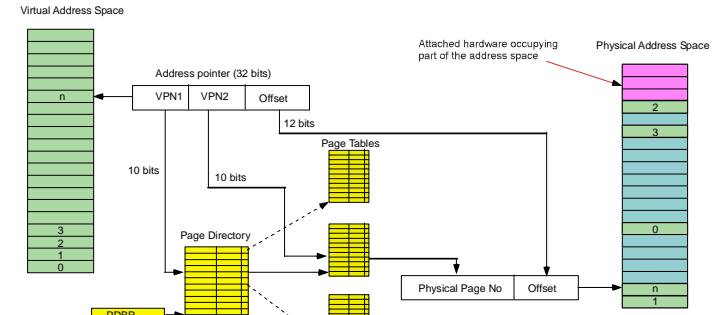 Virtual Address Space
Attached hardware occupying
part of the address space
Physical Address Space
Address pointer (32 bits)
n
VPN1
VPN2
Offset
2
12 bits
3
Page Tables
10 bits
10 bits
3
2
1
0
Page Directory
0
Physical Page No
Offset
n
1